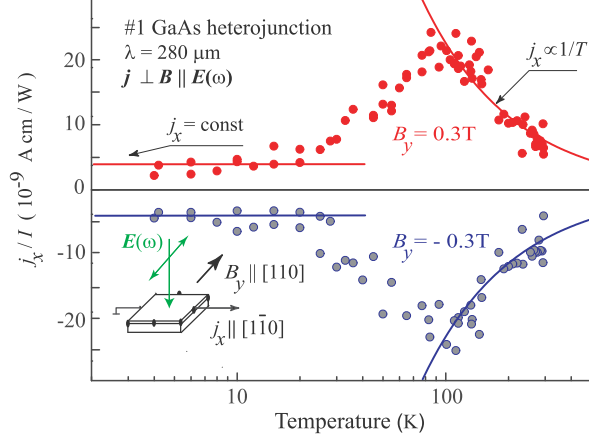 #1 GaAs heterojunction
λ = 280 μm
j ⊥ B || E(ω)
j_x ∝ 1/T
j_x = const
B_y = 0.3T
20
10
0
-10
-20
j_x / I ( 10⁻⁹ A cm / W)
E(ω)
B_y || [110]
B_y = - 0.3T
j_x || [11̄0]
10
100
Temperature (K)